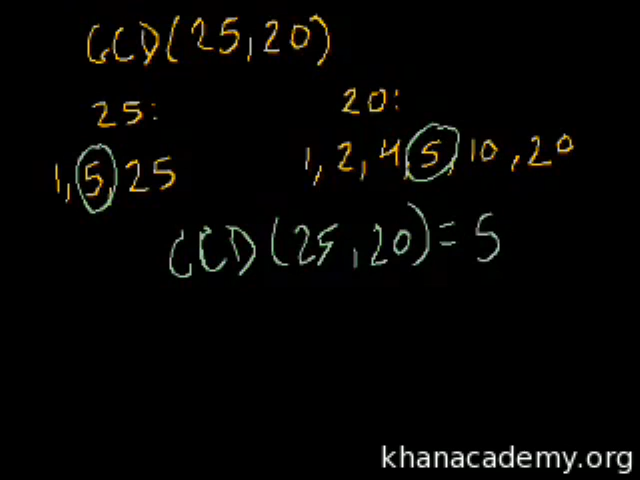 GCD(25,20)
25: 20:
1,5,25 1,2,4,5,10,20
GCD(25,20)=5
khanacademy.org